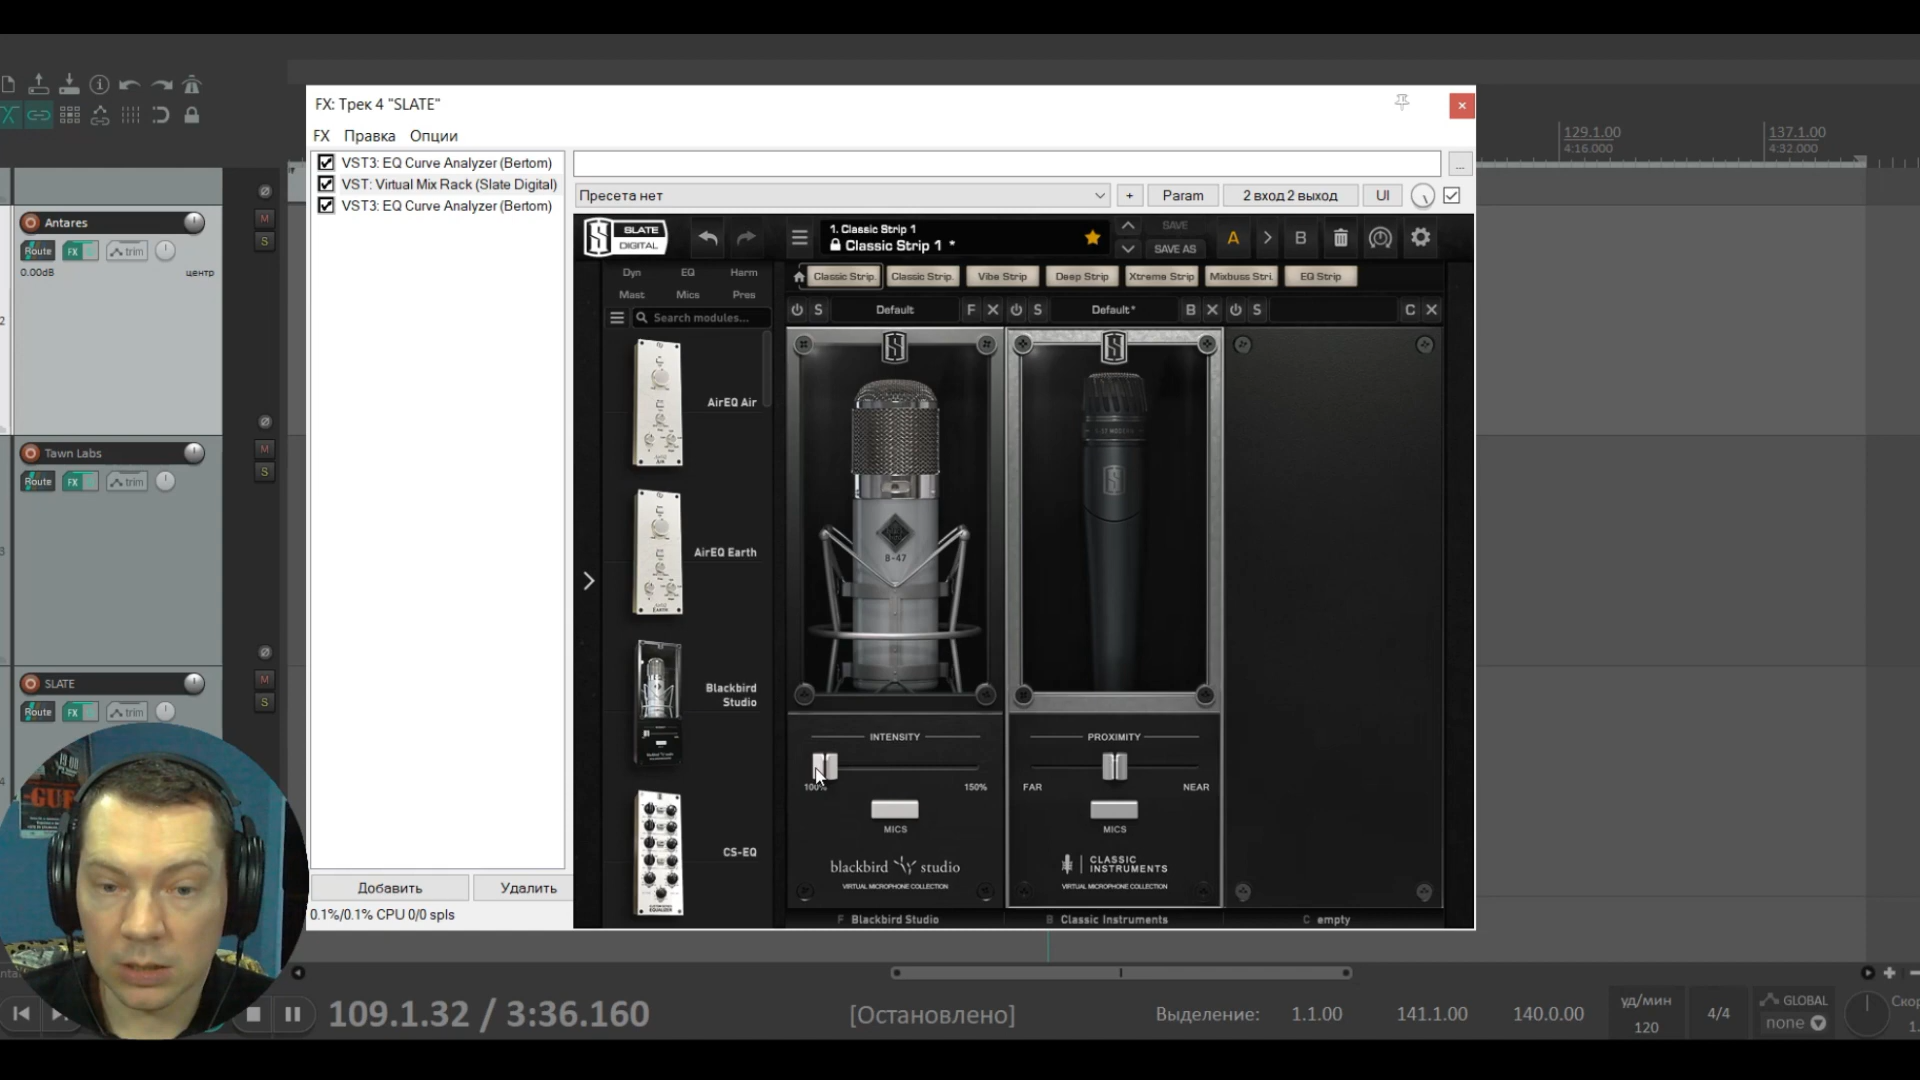 FX: Трек 4 "SLATE"
FX Правка Опции
VST3: EQ Curve Analyzer (Bertom)
VST: Virtual Mix Rack (Slate Digital)
VST3: EQ Curve Analyzer (Bertom)
...
Пресета нет
+
Param
2 вход 2 выход
UI
SLATE
DIGITAL
1. Classic Strip 1
Classic Strip 1 *
SAVE
SAVE AS
A
B
Dyn EQ Harm
Mast Mics Pres
Search modules...
Classic Strip.
Classic Strip.
Vibe Strip
Deep Strip
Xtreme Strip
Mixbuss Stri.
EQ Strip
S Default F
S Default* B
S C
AirEQ Air
AirEQ Earth
Blackbird
Studio
CS-EQ
B-47
INTENSITY
100% 150%
MICS
blackbird studio
VIRTUAL MICROPHONE COLLECTION
PROXIMITY
FAR NEAR
MICS
CLASSIC
INSTRUMENTS
VIRTUAL MICROPHONE COLLECTION
F Blackbird Studio
B Classic Instruments
C empty
Добавить
Удалить
0.1%/0.1% CPU 0/0 spls
Antares
Route FX trim
0.00dB центр
M
S
Tawn Labs
Route FX trim
M
S
SLATE
Route FX trim
M
S
129.1.00
4:16.000
137.1.00
4:32.000
109.1.32 / 3:36.160
[Остановлено]
Выделение: 1.1.00 141.1.00 140.0.00
уд/мин
120
4/4
GLOBAL
none